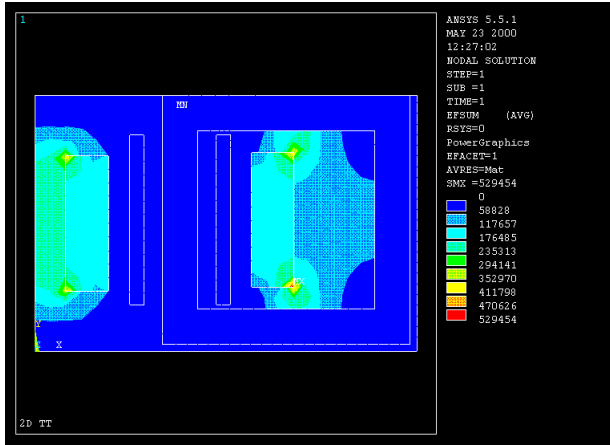 1
ANSYS 5.5.1
MAY 23 2000
12:27:02
NODAL SOLUTION
STEP=1
SUB =1
TIME=1
EFSUM (AVG)
RSYS=0
PowerGraphics
EFACET=1
AVRES=Mat
SMX =529454
0
58828
117657
176485
235313
294141
352970
411798
470626
529454
MN
MX
Y
X
2D TT